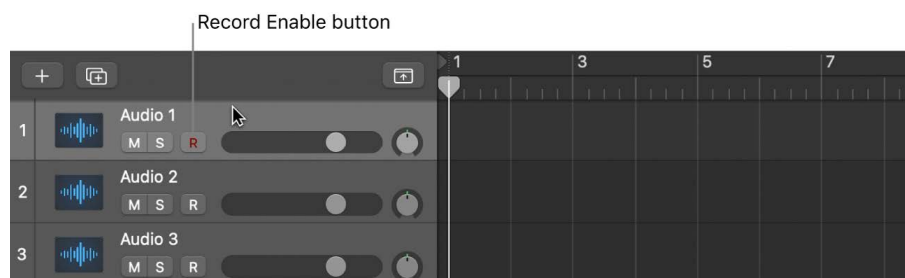 Record Enable button
1 3 5 7
1 Audio 1
M S R
2 Audio 2
M S R
3 Audio 3
M S R